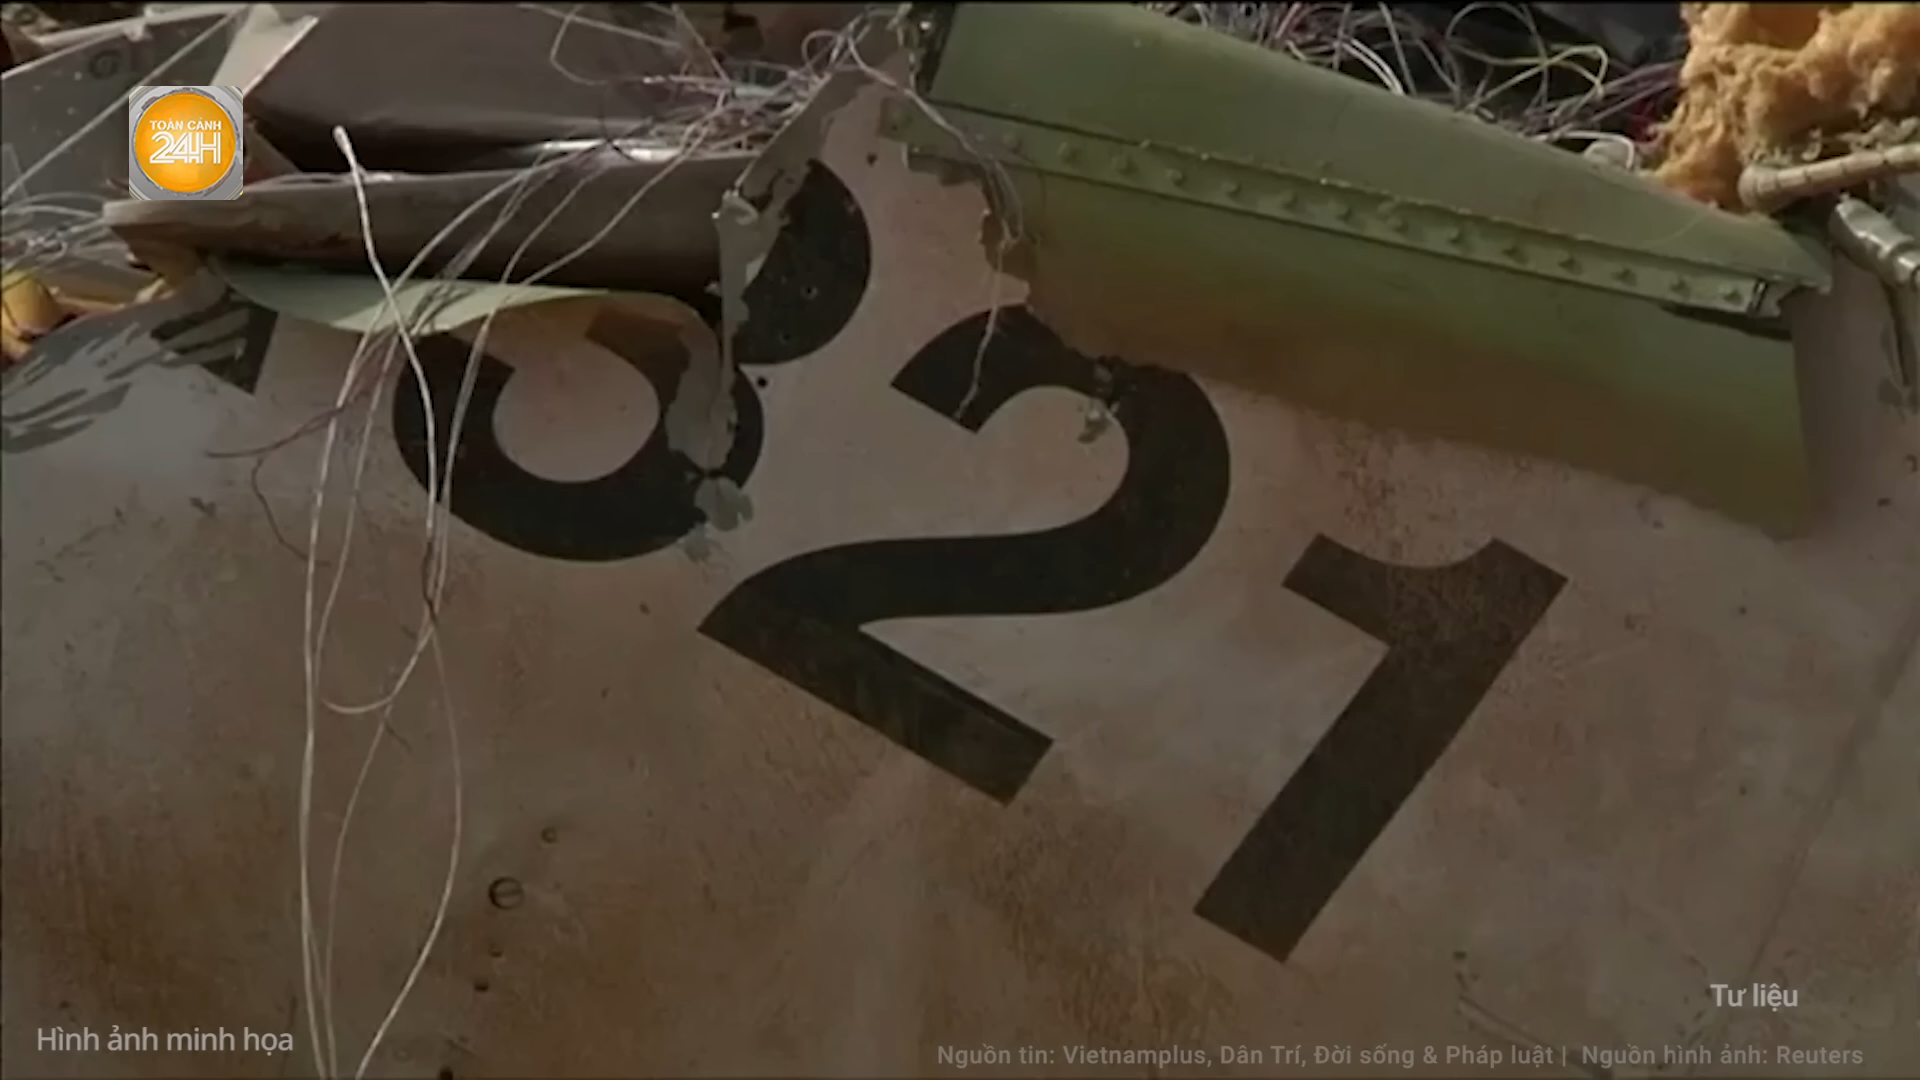 TOÀN CẢNH
24H
821
Tư liệu
Hình ảnh minh họa
Nguồn tin: Vietnamplus, Dân Trí, Đời sống & Pháp luật | Nguồn hình ảnh: Reuters